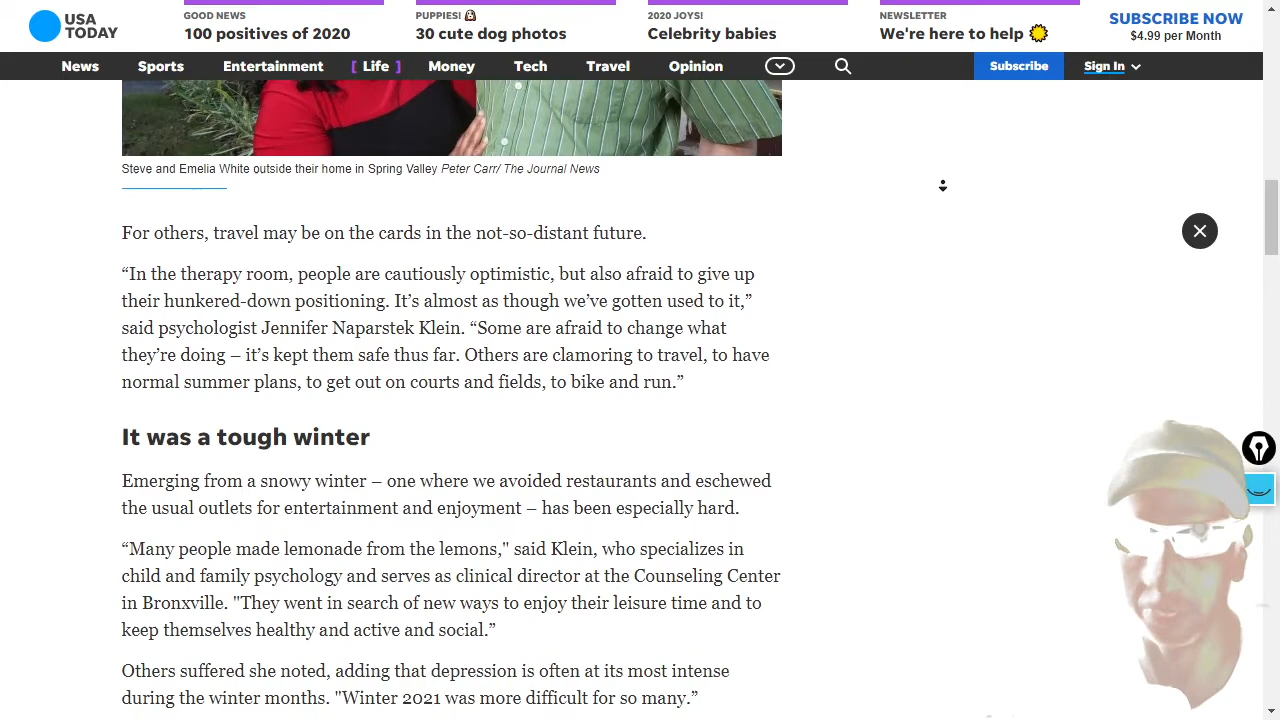 USA
TODAY
GOOD NEWS
100 positives of 2020
PUPPIES!
30 cute dog photos
2020 JOYS!
Celebrity babies
NEWSLETTER
We're here to help
SUBSCRIBE NOW
$4.99 per Month
News Sports Entertainment [ Life ] Money Tech Travel Opinion Subscribe Sign In
Steve and Emelia White outside their home in Spring Valley Peter Carr/ The Journal News
For others, travel may be on the cards in the not-so-distant future.
“In the therapy room, people are cautiously optimistic, but also afraid to give up
their hunkered-down positioning. It’s almost as though we’ve gotten used to it,”
said psychologist Jennifer Naparstek Klein. “Some are afraid to change what
they’re doing – it’s kept them safe thus far. Others are clamoring to travel, to have
normal summer plans, to get out on courts and fields, to bike and run.”
It was a tough winter
Emerging from a snowy winter – one where we avoided restaurants and eschewed
the usual outlets for entertainment and enjoyment – has been especially hard.
“Many people made lemonade from the lemons," said Klein, who specializes in
child and family psychology and serves as clinical director at the Counseling Center
in Bronxville. "They went in search of new ways to enjoy their leisure time and to
keep themselves healthy and active and social.”
Others suffered she noted, adding that depression is often at its most intense
during the winter months. "Winter 2021 was more difficult for so many.”